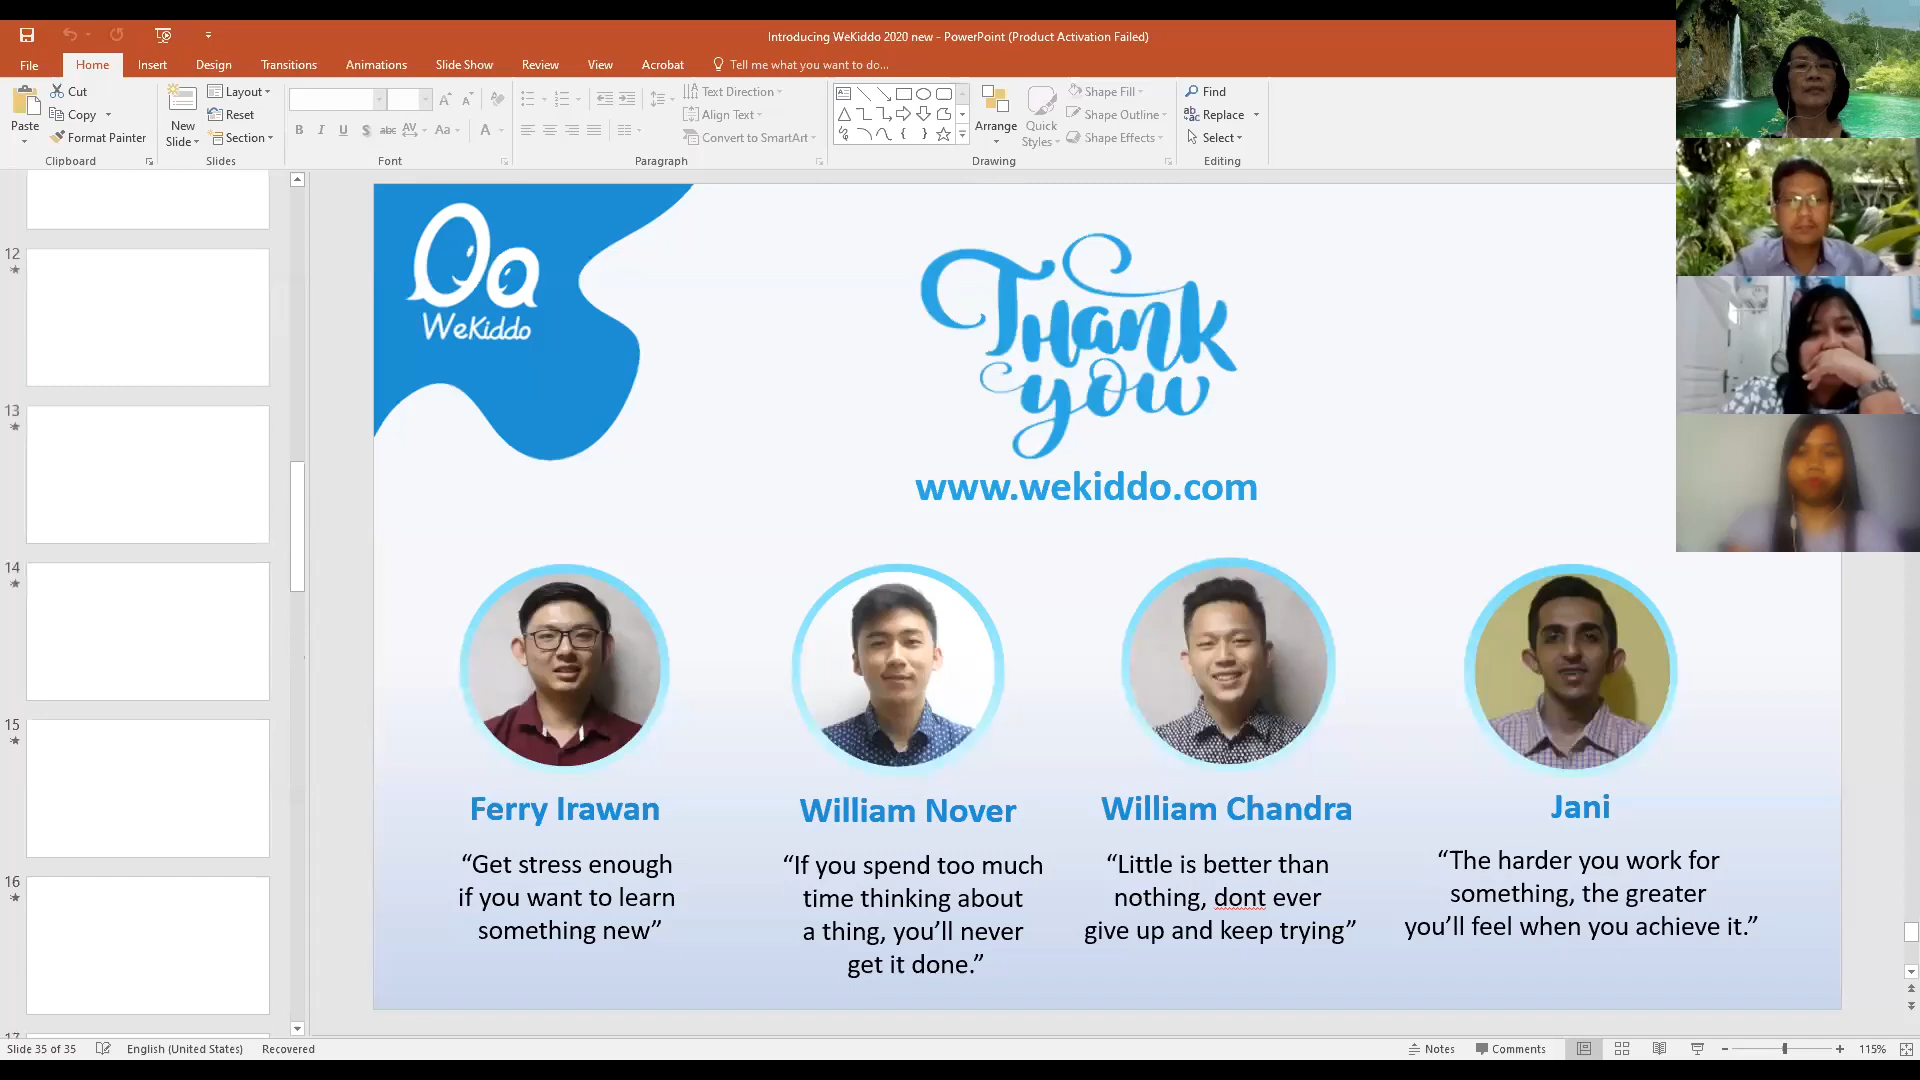 Introducing WeKiddo 2020 new - PowerPoint (Product Activation Failed)
File Home Insert Design Transitions Animations Slide Show Review View Acrobat Tell me what you want to do...
Paste
Cut
Copy
Format Painter
Clipboard
New
Slide
Layout
Reset
Section
Slides
B I U S abc AV Aa A
Font
Text Direction
Align Text
Convert to SmartArt
Paragraph
Arrange
Quick
Styles
Shape Fill
Shape Outline
Shape Effects
Drawing
Find
Replace
Select
Editing
12
13
14
15
16
17
WeKiddo
Thank
you
www.wekiddo.com
Ferry Irawan
“Get stress enough
if you want to learn
something new”
William Nover
“If you spend too much
time thinking about
a thing, you’ll never
get it done.”
William Chandra
“Little is better than
nothing, dont ever
give up and keep trying”
Jani
“The harder you work for
something, the greater
you’ll feel when you achieve it.”
Slide 35 of 35 English (United States) Recovered Notes Comments 115%